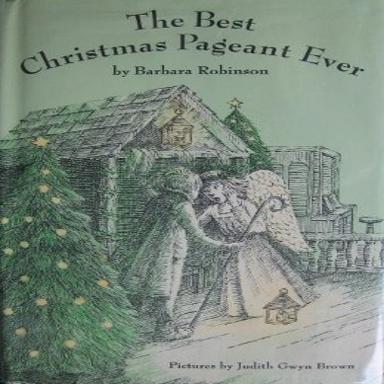 The Best
Christmas Pageant Ever
by Barbara Robinson
Pictures by Judith Gwyn Brown